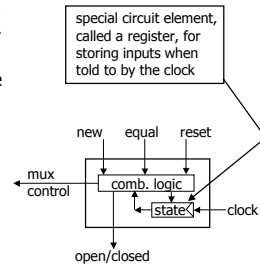 special circuit element,
called a register, for
storing inputs when
told to by the clock
new equal reset
mux
control
comb. logic
state
clock
open/closed